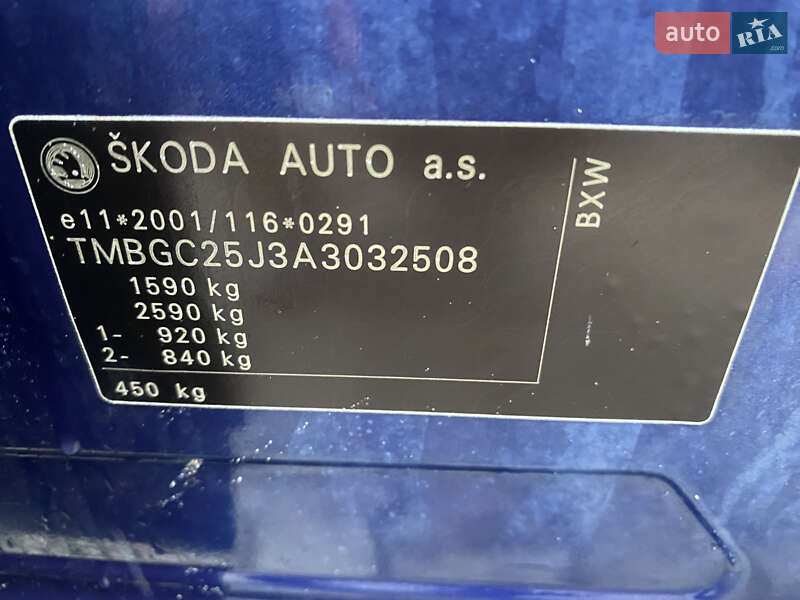 auto RIA .com
ŠKODA AUTO a.s.
BXW
e11*2001/116*0291
TMBGC25J3A3032508
1590 kg
2590 kg
1- 920 kg
2- 840 kg
450 kg